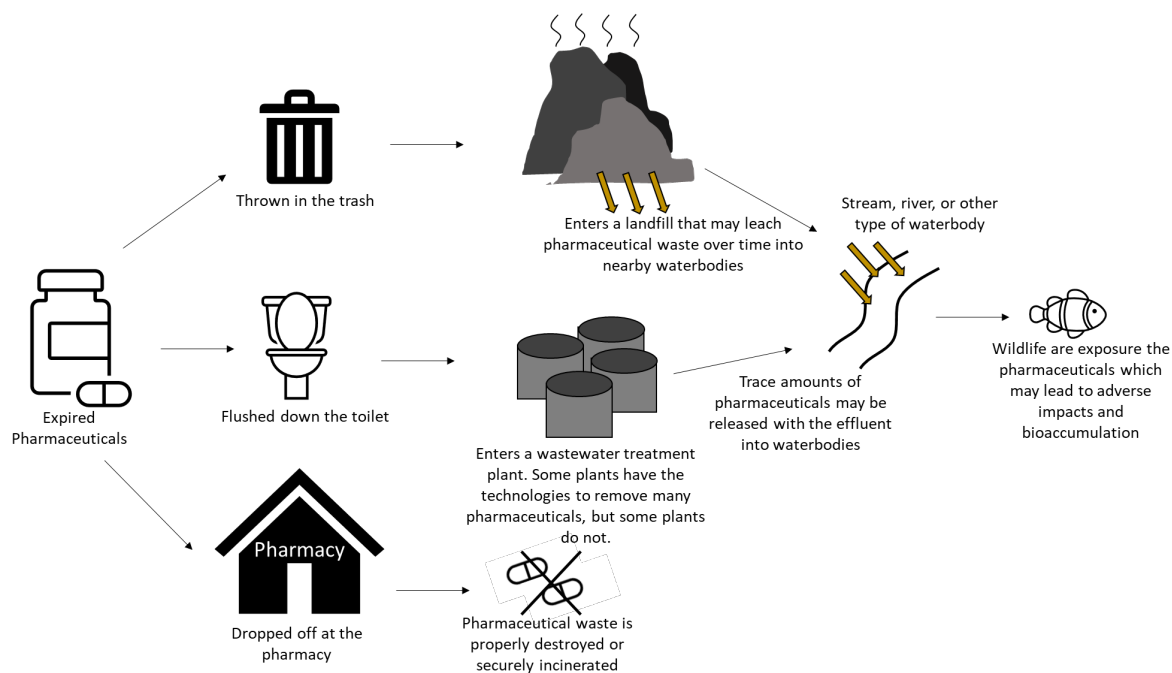 Thrown in the trash
Enters a landfill that may leach
pharmaceutical waste over time into
nearby waterbodies
Stream, river, or other
type of waterbody
Expired
Pharmaceuticals
Flushed down the toilet
Enters a wastewater treatment
plant. Some plants have the
technologies to remove many
pharmaceuticals, but some plants
do not.
Trace amounts of
pharmaceuticals may be
released with the effluent
into waterbodies
Wildlife are exposure the
pharmaceuticals which
may lead to adverse
impacts and
bioaccumulation
Pharmacy
Dropped off at the
pharmacy
Pharmaceutical waste is
properly destroyed or
securely incinerated